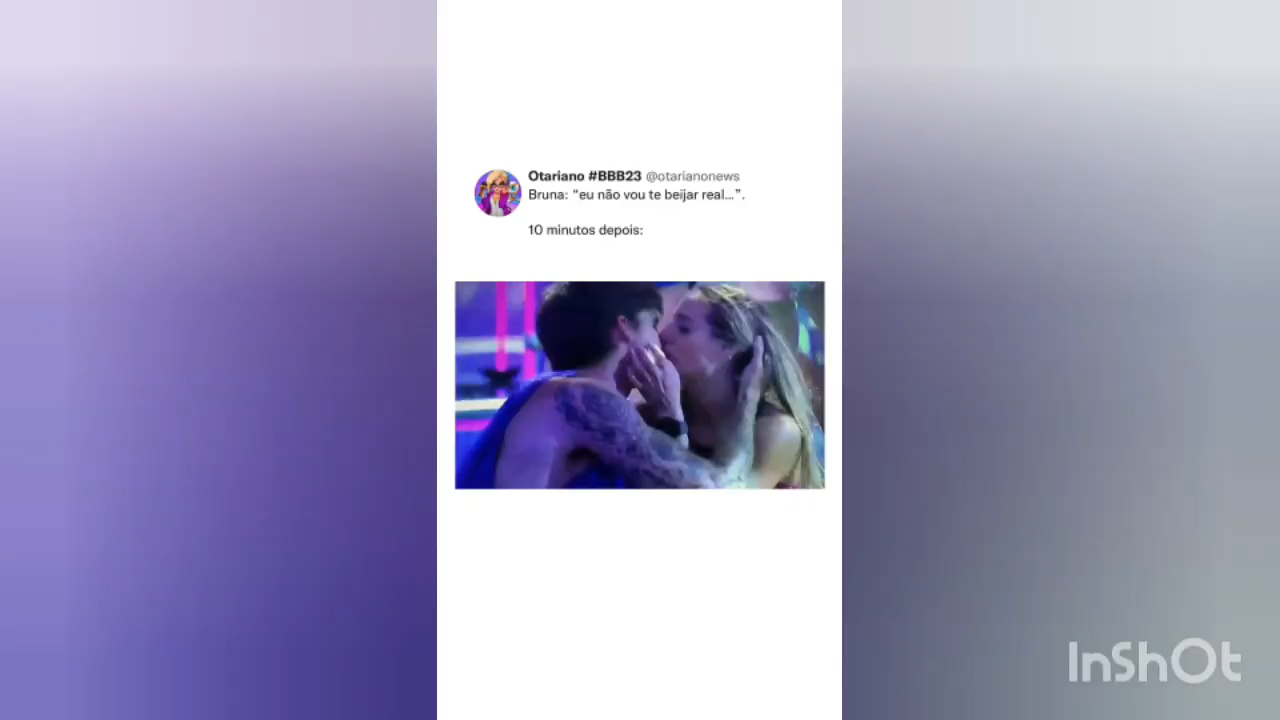 Otariano #BBB23 @otarianonews
Bruna: “eu não vou te beijar real...”.
10 minutos depois:
InShOt